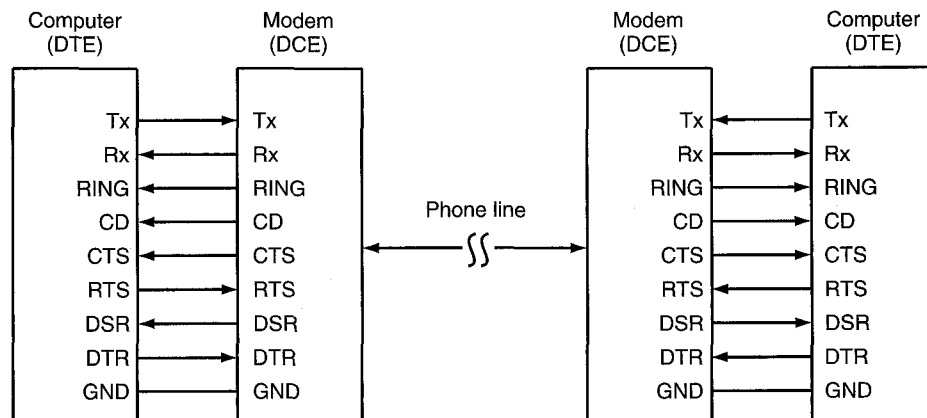 Computer
(DTE)
Modem
(DCE)
Modem
(DCE)
Computer
(DTE)
Tx Tx Tx Tx
Rx Rx Rx Rx
RING RING RING RING
CD CD Phone line CD CD
CTS CTS CTS CTS
RTS RTS RTS RTS
DSR DSR DSR DSR
DTR DTR DTR DTR
GND GND GND GND